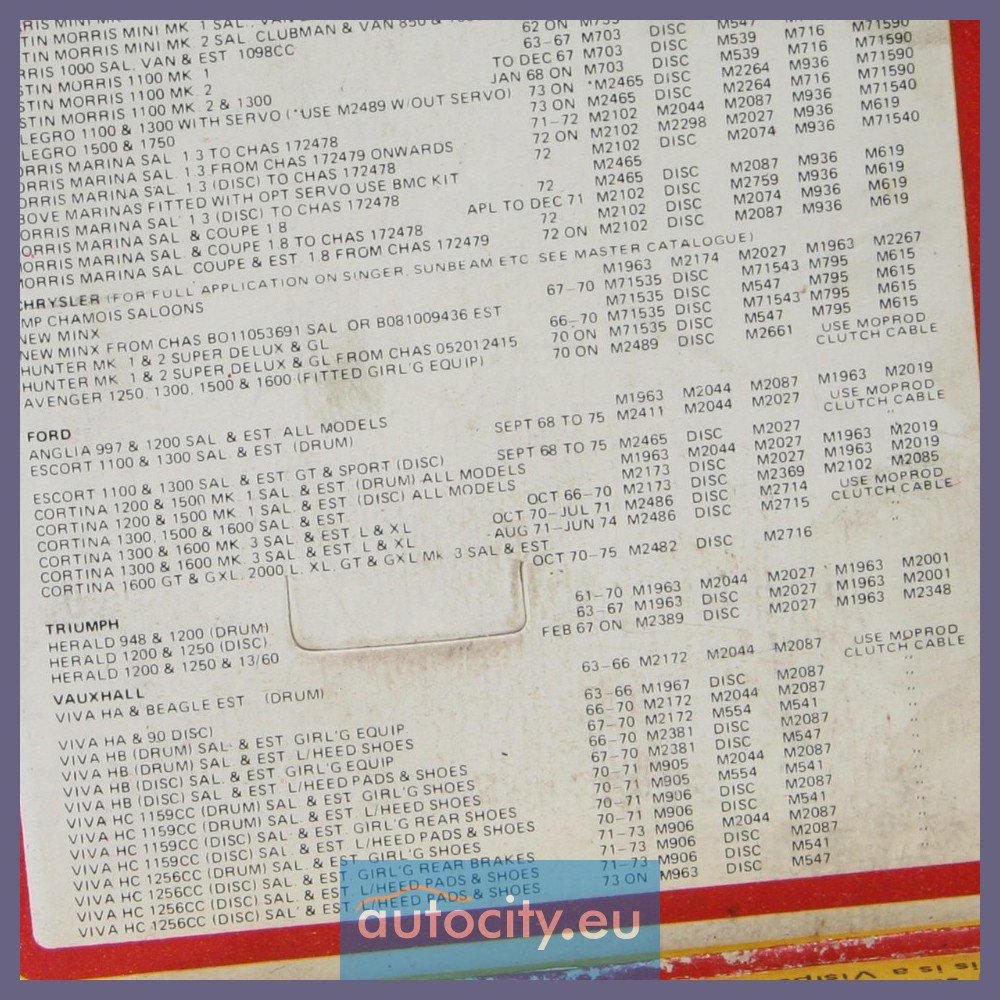 TIN MORRIS MINI MK. 1 SAL., VAN &
TIN MORRIS MINI MK. 2 SAL. CLUBMAN & VAN 850 & 62 ON M739
RRIS 1000 SAL. VAN & EST 1098CC 63–67 M703 DISC M547 M716 M71590
STIN MORRIS 1100 MK. 1 TO DEC 67 M703 DISC M539 M716 M71590
STIN MORRIS 1100 MK. 2 JAN 68 ON M703 DISC M539 M936 M71590
STIN MORRIS 1100 MK. 2 & 1300 73 ON *M2465 DISC M2264 M716 M71540
LEGRO 1100 & 1300 WITH SERVO (*USE M2489 W/OUT SERVO) 73 ON M2465 DISC M2264 M936
LEGRO 1500 & 1750 71–72 M2102 M2044 M2087 M936 M619
ORRIS MARINA SAL 1.3 TO CHAS 172478 72 ON M2102 M2298 M2027 M936 M71540
ORRIS MARINA SAL. 1.3 FROM CHAS 172479 ONWARDS 72 M2102 DISC M2074
ORRIS MARINA SAL. 1.3 (DISC) TO CHAS 172478 M2465
BOVE MARINAS FITTED WITH OPT SERVO USE BMC KIT 72 M2465 DISC M2087 M936 M619
ORRIS MARINA SAL 1.3 (DISC) TO CHAS 172478 APL TO DEC 71 M2102 DISC M2759 M936 M619
MORRIS MARINA SAL & COUPE 1.8 72 M2102 DISC M2074 M936 M619
MORRIS MARINA SAL. & COUPE 1.8 TO CHAS 172478 72 ON M2102 DISC M2087 M936 M619
MORRIS MARINA SAL. COUPE & EST. 1.8 FROM CHAS 172479
CHRYSLER (FOR FULL APPLICATION ON SINGER, SUNBEAM ETC. SEE MASTER CATALOGUE)
IMP CHAMOIS SALOONS M1963 M2174 M2027 M1963 M2267
NEW MINX 67–70 M71535 DISC M71543 M795 M615
NEW MINX FROM CHAS BO11053691 SAL. OR B081009436 EST M71535 DISC M547 M795 M615
HUNTER MK. 1 & 2 SUPER DELUX & GL 66–70 M71535 DISC M71543 M795 M615
HUNTER MK. 1 & 2 SUPER DELUX & GL FROM CHAS 052012415 70 ON M71535 DISC M547 M795 M615
AVENGER 1250, 1300, 1500 & 1600 (FITTED GIRL'G EQUIP) 70 ON M2489 DISC M2661 USE MOPROD
CLUTCH CABLE
FORD
ANGLIA 997 & 1200 SAL. & EST. ALL MODELS M1963 M2044 M2087 M1963 M2019
ESCORT 1100 & 1300 SAL. & EST. (DRUM) SEPT 68 TO 75 M2411 M2044 M2027 USE MOPROD
CLUTCH CABLE
ESCORT 1100 & 1300 SAL & EST. GT & SPORT (DISC) SEPT 68 TO 75 M2465 DISC M2027 ''
CORTINA 1200 & 1500 MK. 1 SAL. & EST. (DRUM) ALL MODELS M1963 M2044 M2027 M1963 M2019
CORTINA 1200 & 1500 MK. 1 SAL. & EST. (DISC) ALL MODELS M2173 DISC M2027 M1963 M2019
CORTINA 1300, 1500 & 1600 SAL. & EST. OCT 66–70 M2173 DISC M2369 M2102 M2085
CORTINA 1300 & 1600 MK. 3 SAL. & EST. L & XL OCT 70–JUL 71 M2486 DISC M2714 USE MOPROD
CLUTCH CABLE
CORTINA 1300 & 1600 MK. 3 SAL. & EST. L & XL AUG 71–JUN 74 M2486 DISC M2715 ''
CORTINA 1600 GT & GXL, 2000 L, XL, GT & GXL Mk. 3 SAL & EST. OCT 70–75 M2482 DISC M2716 ''
TRIUMPH
HERALD 948 & 1200 (DRUM) 61–70 M1963 M2044 M2027 M1963 M2001
HERALD 1200 & 1250 (DISC) 63–67 M1963 DISC M2027 M1963 M2001
HERALD 1200 & 1250 & 13/60 FEB 67 ON M2389 DISC M2027 M1963 M2348
VAUXHALL
VIVA HA & BEAGLE EST (DRUM) 63–66 M2172 M2044 M2087 USE MOPROD
CLUTCH CABLE
VIVA HA & 90 DISC) 63–66 M1967 DISC M2087 ''
VIVA HB (DRUM) SAL. & EST. GIRL'G EQUIP. 66–70 M2172 M2044 M2087 ''
VIVA HB (DRUM) SAL. & EST. L/HEED SHOES 67–70 M2172 M554 M541 ''
VIVA HB (DISC) SAL. & EST. GIRL'G EQUIP 66–70 M2381 DISC M2087 ''
VIVA HB (DISC) SAL. & EST. L/HEED PADS & SHOES 67–70 M2381 DISC M547 ''
VIVA HC 1159CC (DRUM) SAL. & EST. GIRL'G SHOES 70–71 M905 M2044 M2087 ''
VIVA HC 1159CC (DRUM) SAL. & EST. L/HEED SHOES 70–71 M905 M554 M541 ''
VIVA HC 1159CC (DISC) SAL. & EST. GIRL'G REAR SHOES 70–71 M906 DISC M2087 ''
VIVA HC 1159CC (DISC) SAL. & EST. L/HEED PADS & SHOES 70–71 M906 DISC M541 ''
VIVA HC 1256CC (DRUM) SAL. & EST. GIRL'G SHOES 71–73 M906 M2044 M2087 ''
VIVA HC 1256CC (DISC) SAL. & EST. GIRL'G REAR BRAKES 71–73 M906 DISC M2087 ''
VIVA HC 1256CC (DISC) SAL. & EST. L/HEED PADS & SHOES 71–73 M906 DISC M541 ''
VIVA HC 1256CC (DISC) SAL. & EST. L/HEED PADS & SHOES 73 ON M963 DISC M547 ''
autocity.eu
is is a Visip